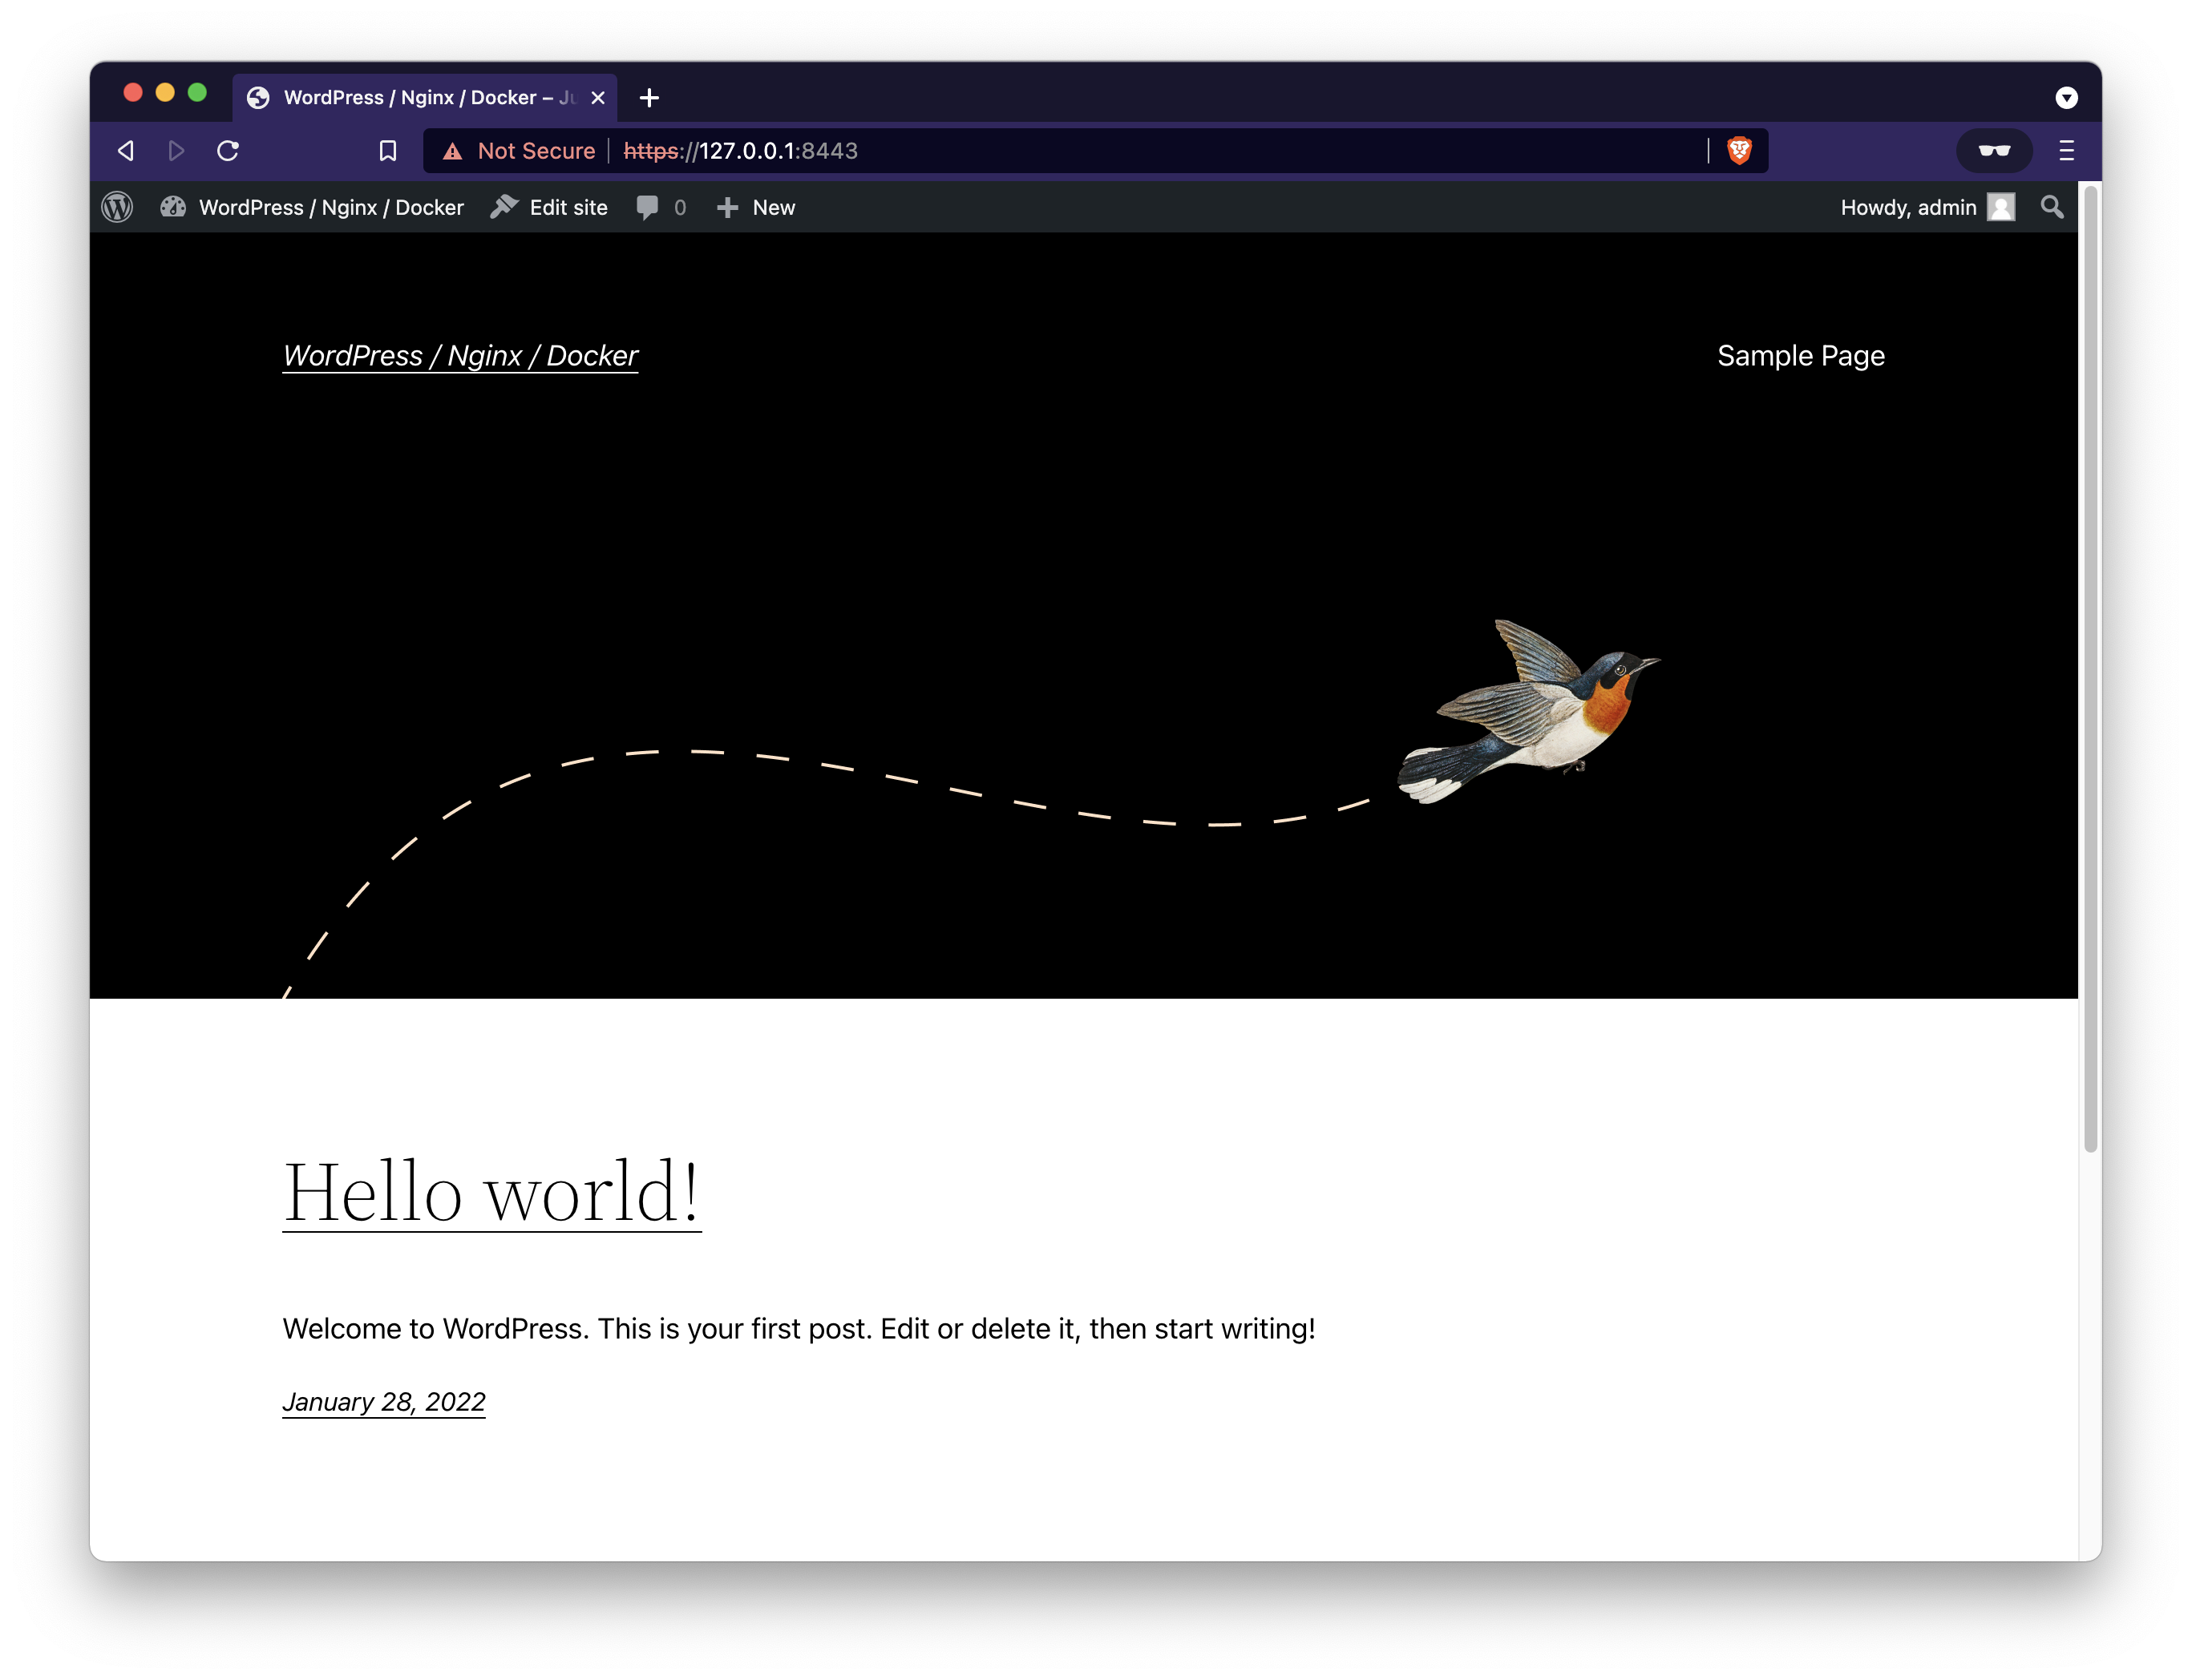 WordPress / Nginx / Docker – Ju
Not Secure https://127.0.0.1:8443
WordPress / Nginx / Docker Edit site 0 New Howdy, admin
WordPress / Nginx / Docker Sample Page
Hello world!
Welcome to WordPress. This is your first post. Edit or delete it, then start writing!
January 28, 2022